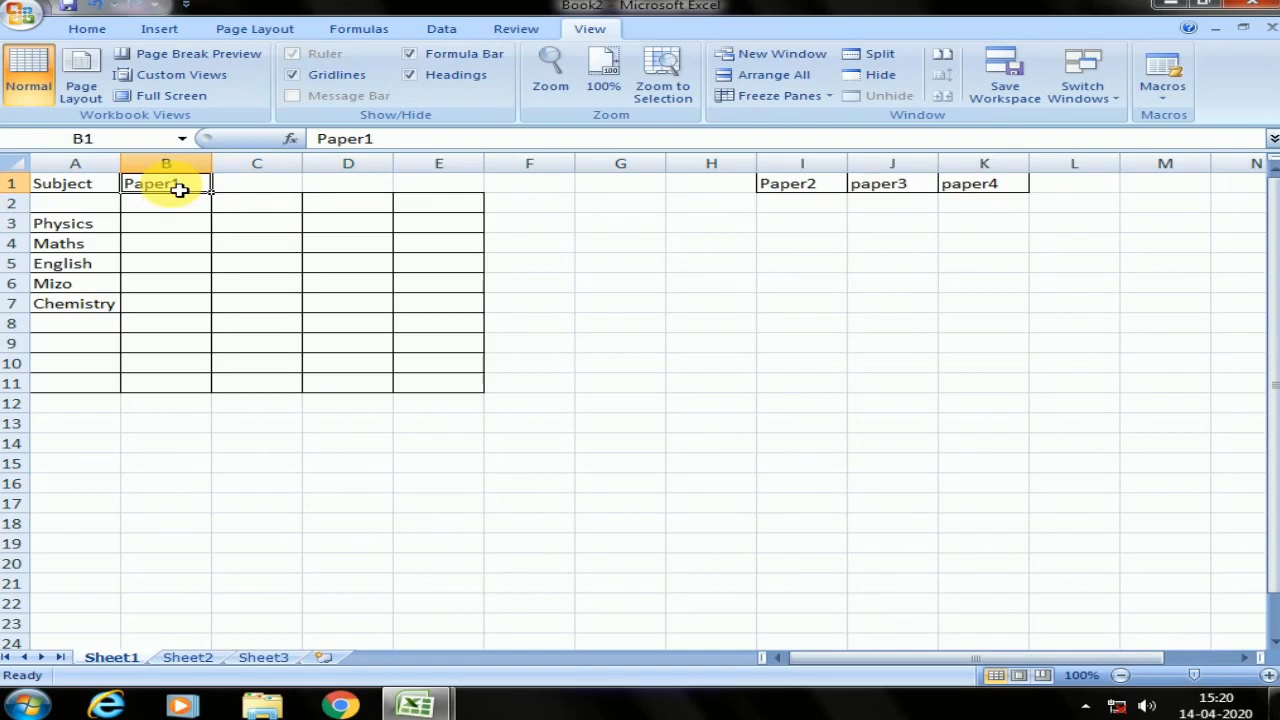 Book2 - Microsoft Excel
Home Insert Page Layout Formulas Data Review View
Normal
Page Layout
Page Break Preview
Custom Views
Full Screen
Workbook Views
Ruler
Gridlines
Message Bar
Formula Bar
Headings
Show/Hide
Zoom
100
100%
Zoom to Selection
Zoom
New Window
Arrange All
Freeze Panes
Split
Hide
Unhide
Save Workspace
Switch Windows
Window
Macros
Macros
B1 fx Paper1
A B C D E F G H I J K L M N
1 Subject Paper1 Paper2 paper3 paper4
2
3 Physics
4 Maths
5 English
6 Mizo
7 Chemistry
8
9
10
11
12
13
14
15
16
17
18
19
20
21
22
23
24
Sheet1 Sheet2 Sheet3
Ready 100%
15:20
14-04-2020